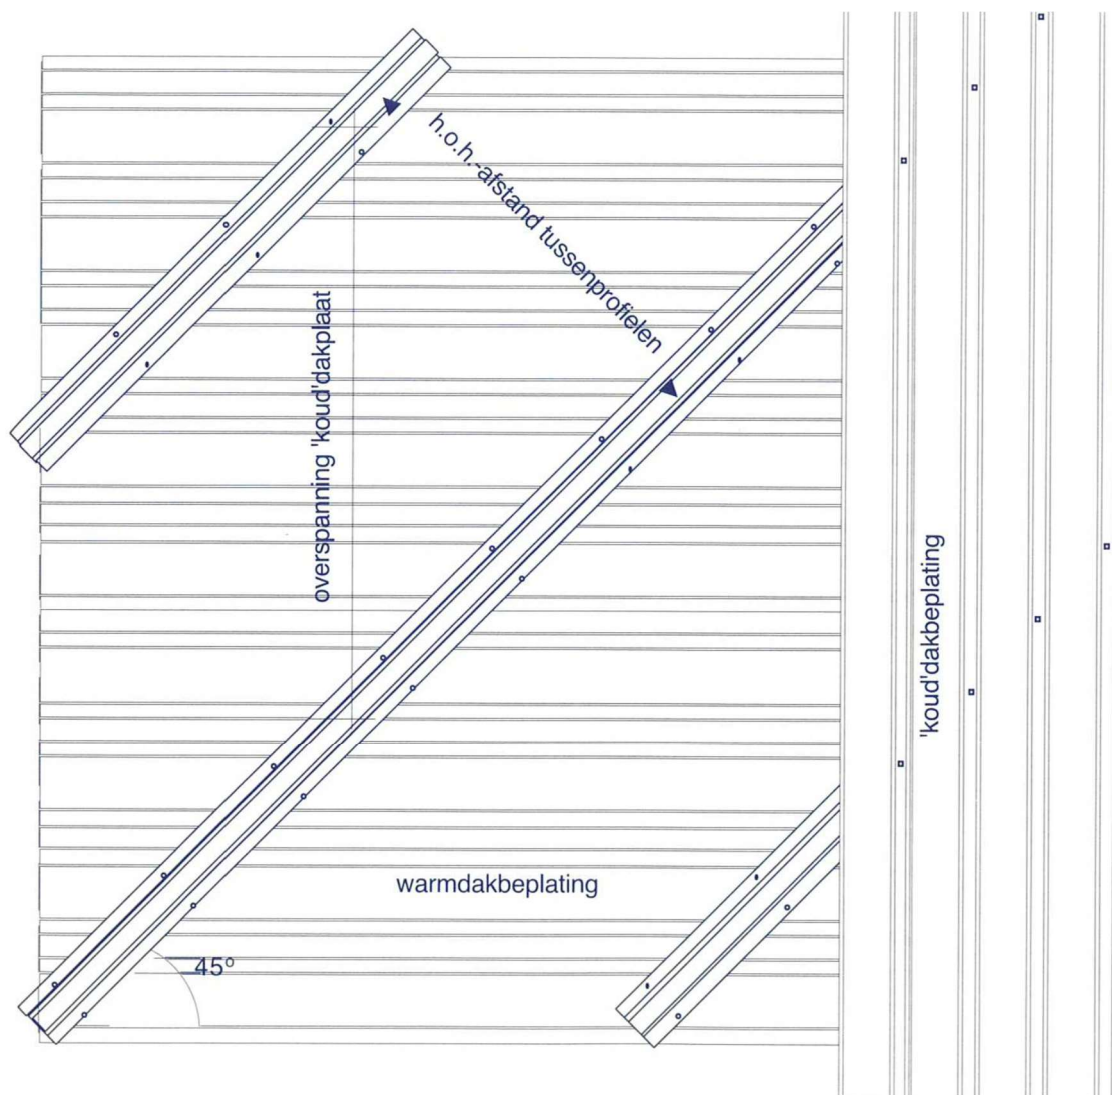 h.o.h.-afstand tussenprofielen
overspanning 'koud'dakplaat
'koud'dakbeplating
warmdakbeplating
45°